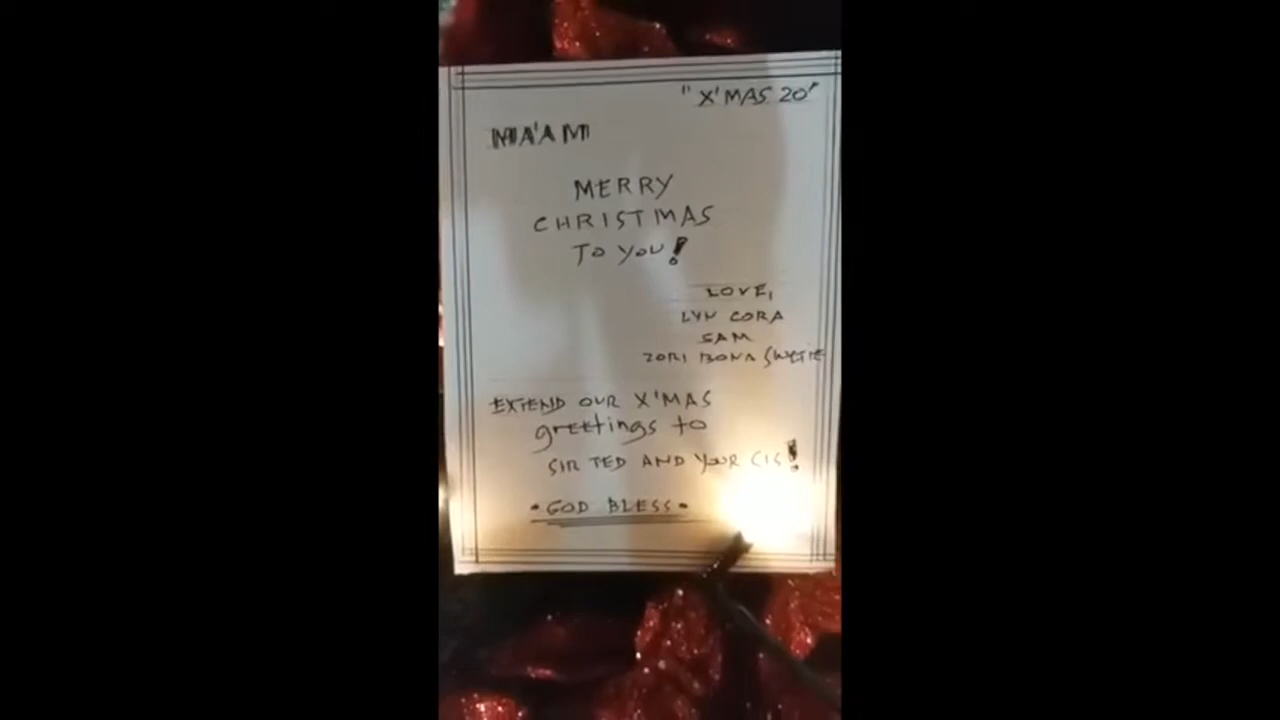 "X'MAS 20"
MA'AM
MERRY
CHRISTMAS
TO YOU!
LOVE,
LYN CORA
SAM
ZORI BONA SWETIE
EXTEND OUR X'MAS
greetings to
SIR TED AND YOUR CIS!
•GOD BLESS•